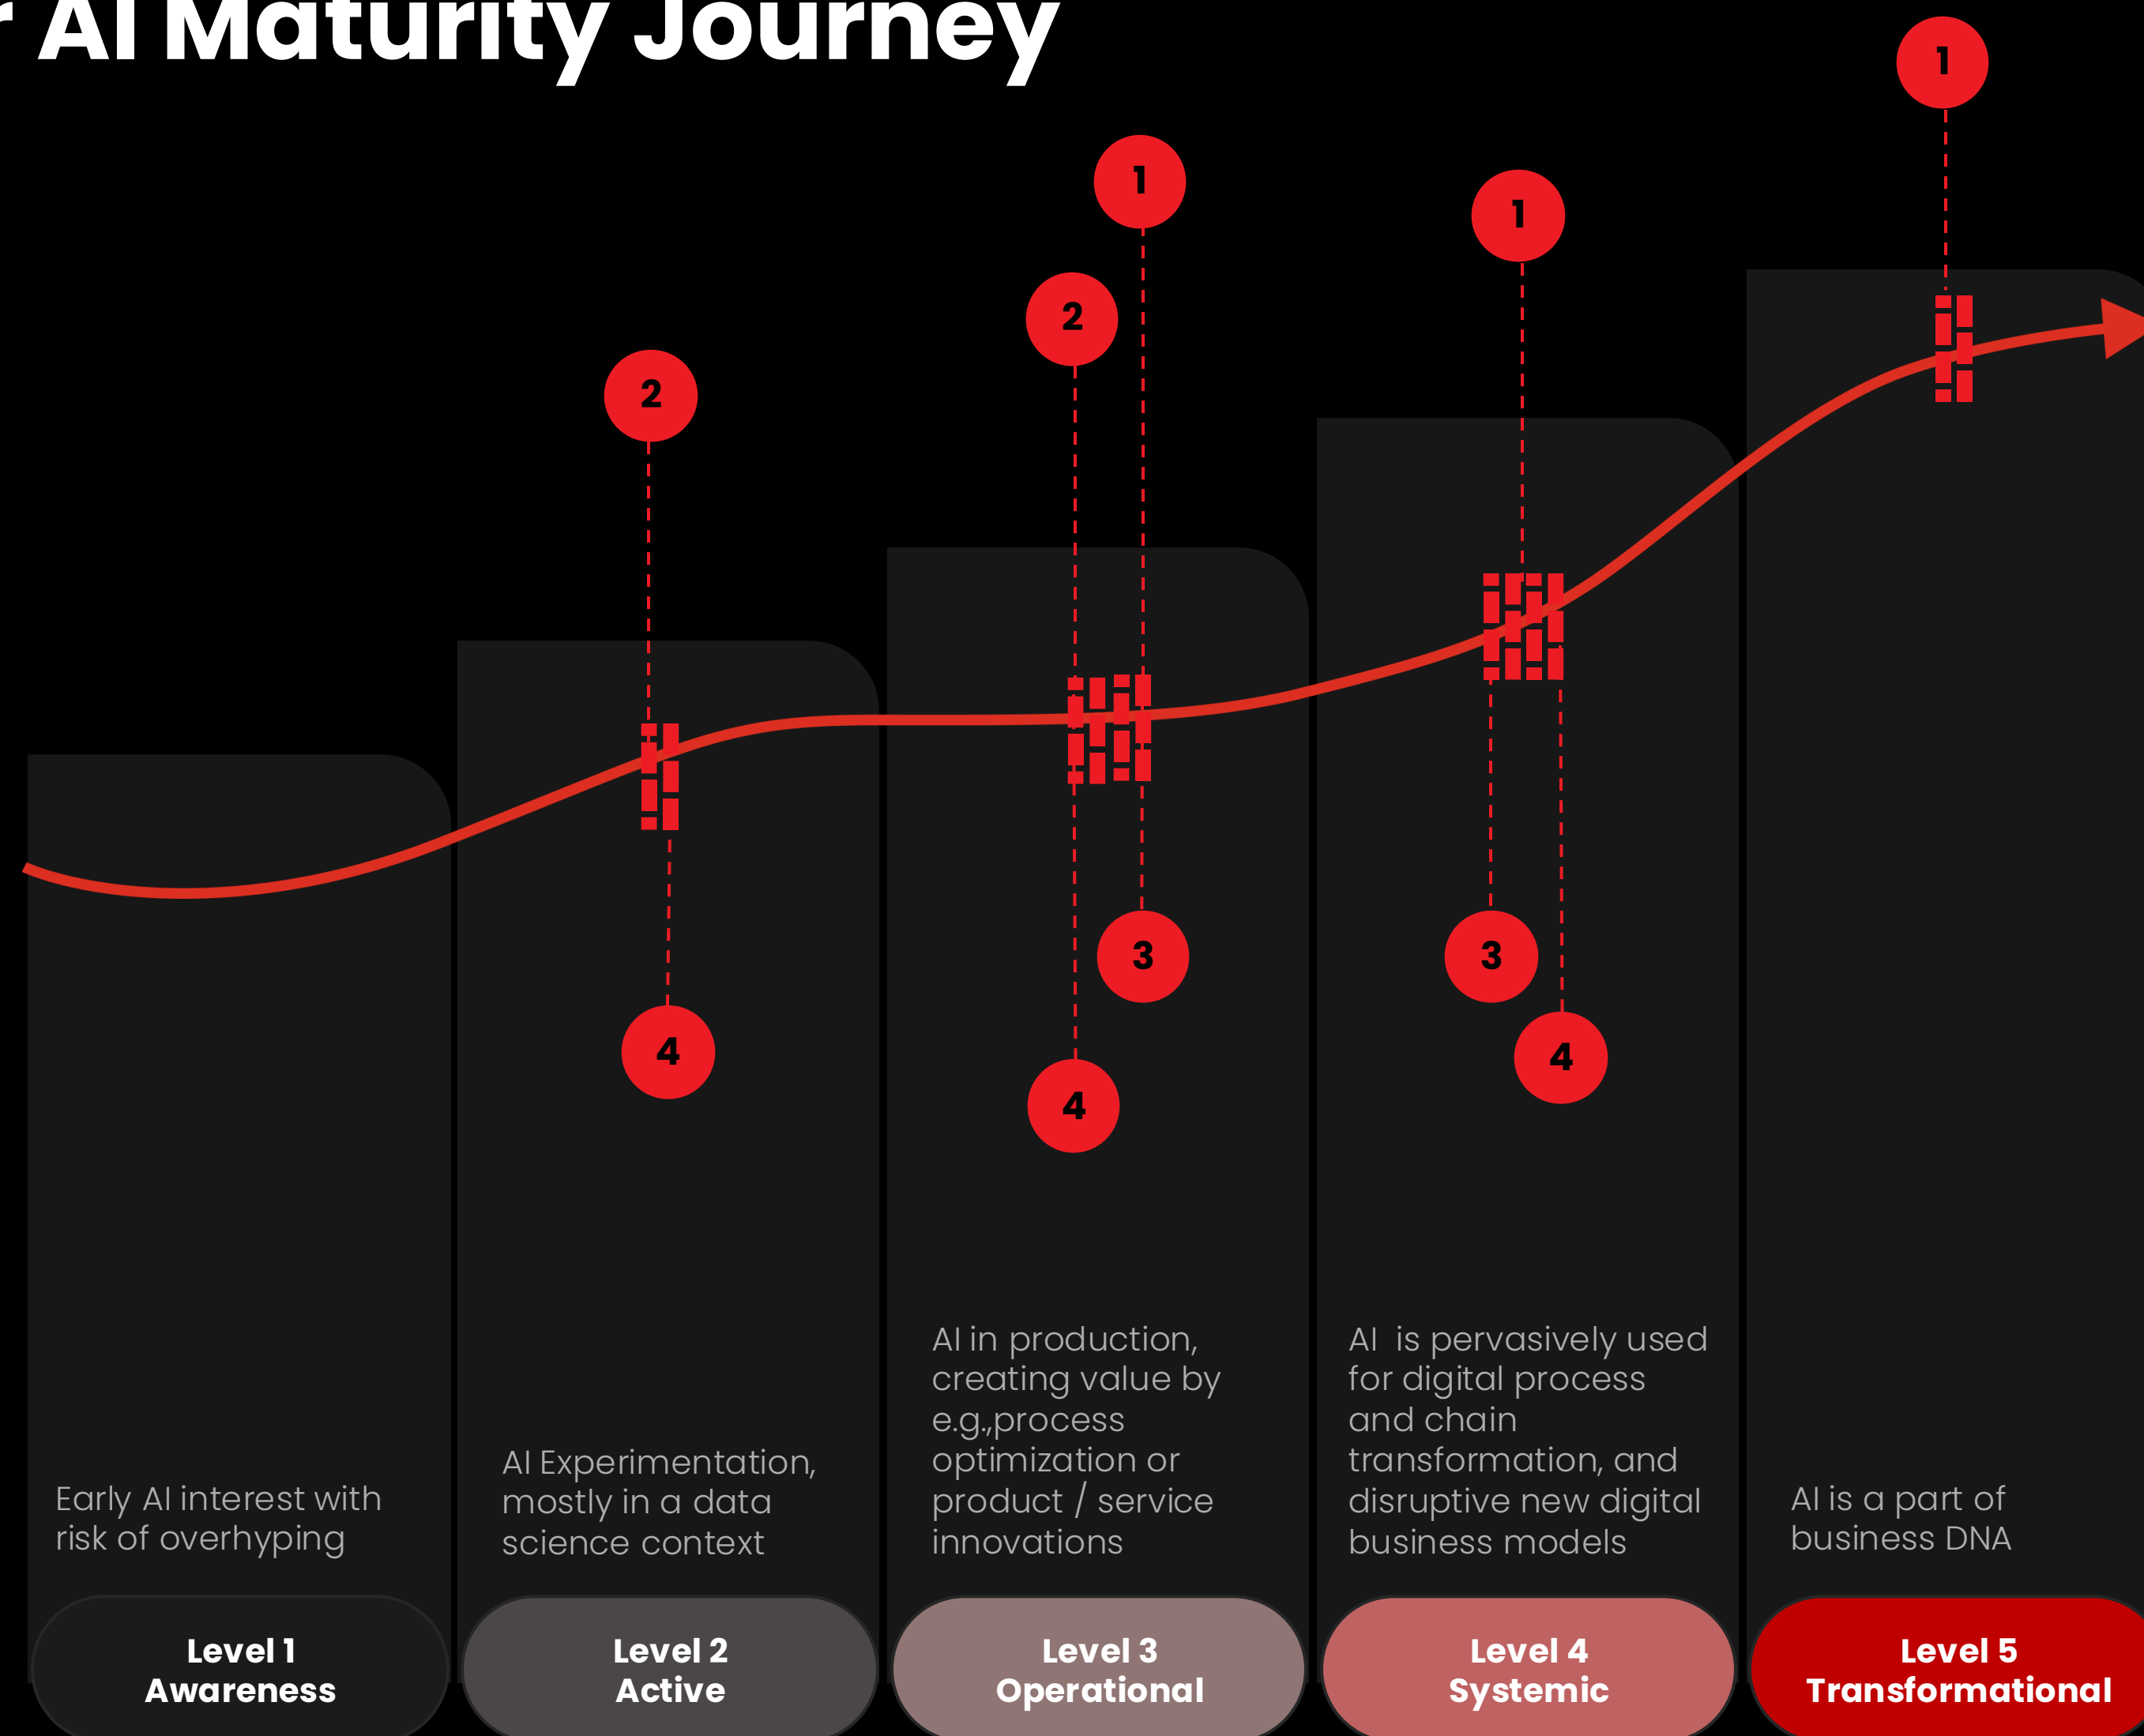 r AI Maturity Journey
1
1
1
2
2
3
3
4
4
4
AI in production,
creating value by
e.g.,process
optimization or
product / service
innovations
AI  is pervasively used
for digital process
and chain
transformation, and
disruptive new digital
business models
AI Experimentation,
mostly in a data
science context
Early AI interest with
risk of overhyping
AI is a part of
business DNA
Level 1
Awareness
Level 2
Active
Level 3
Operational
Level 4
Systemic
Level 5
Transformational